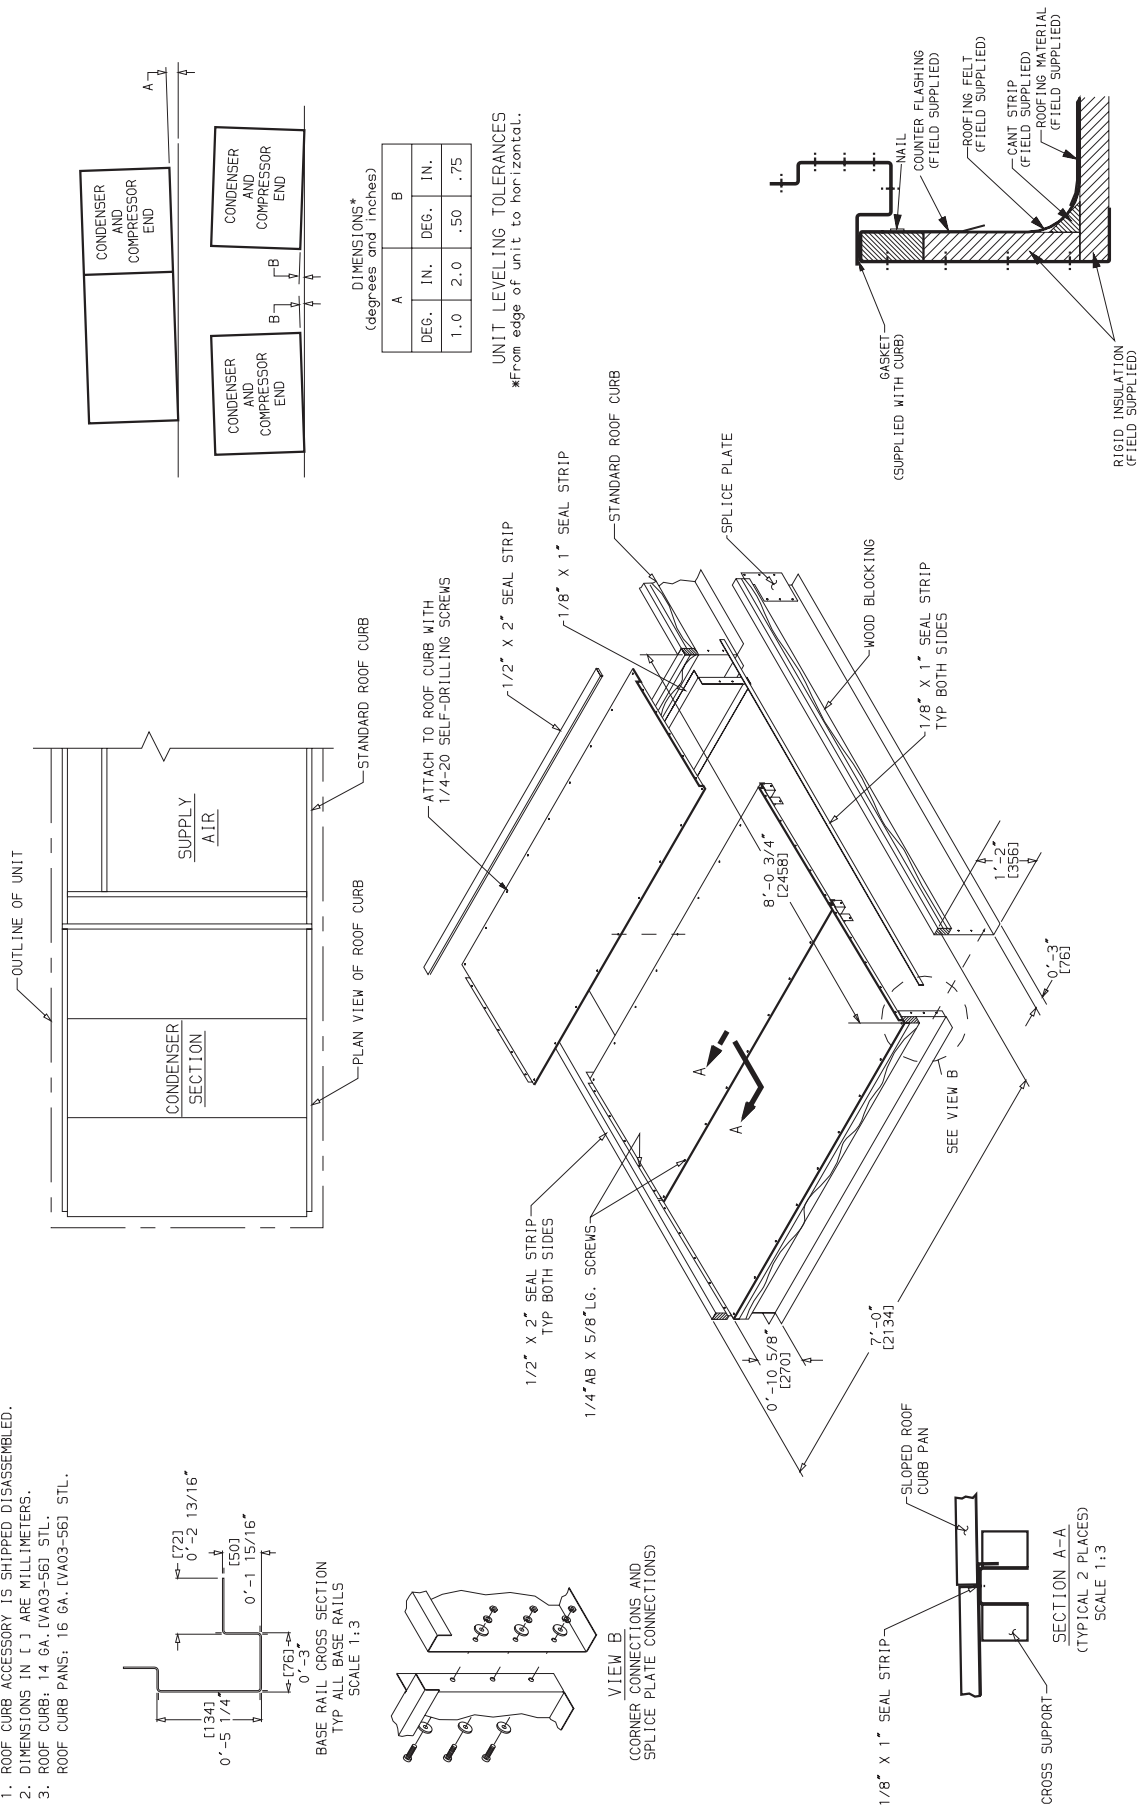 1. ROOF CURB ACCESSORY IS SHIPPED DISASSEMBLED.
2. DIMENSIONS IN [ ] ARE MILLIMETERS.
3. ROOF CURB: 14 GA. [VA03-56] STL.
ROOF CURB PANS: 16 GA. [VA03-56] STL.
[134]
0'-5 1/4"
[76]
0'-3"
[72]
0'-2 13/16"
[50]
0'-1 15/16"
BASE RAIL CROSS SECTION
TYP ALL BASE RAILS
SCALE 1:3
VIEW B
(CORNER CONNECTIONS AND
SPLICE PLATE CONNECTIONS)
1/8" X 1" SEAL STRIP
CROSS SUPPORT
SLOPED ROOF
CURB PAN
SECTION A-A
(TYPICAL 2 PLACES)
SCALE 1:3
OUTLINE OF UNIT
CONDENSER
SECTION
SUPPLY
AIR
PLAN VIEW OF ROOF CURB
STANDARD ROOF CURB
1/2" X 2" SEAL STRIP
TYP BOTH SIDES
1/4"AB X 5/8"LG. SCREWS
0'-10 5/8"
[270]
7'-0"
[2134]
A
A
SEE VIEW B
8'-0 3/4"
[2458]
0'-3"
[76]
1'-2"
[356]
ATTACH TO ROOF CURB WITH
1/4-20 SELF-DRILLING SCREWS
1/2" X 2" SEAL STRIP
1/8" X 1" SEAL STRIP
STANDARD ROOF CURB
SPLICE PLATE
WOOD BLOCKING
1/8" X 1" SEAL STRIP
TYP BOTH SIDES
CONDENSER
AND
COMPRESSOR
END
A
CONDENSER
AND
COMPRESSOR
END
B
B
CONDENSER
AND
COMPRESSOR
END
DIMENSIONS*
(degrees and inches)
A B
DEG. IN. DEG. IN.
1.0 2.0 .50 .75
UNIT LEVELING TOLERANCES
*From edge of unit to horizontal.
GASKET
(SUPPLIED WITH CURB)
NAIL
COUNTER FLASHING
(FIELD SUPPLIED)
ROOFING FELT
(FIELD SUPPLIED)
CANT STRIP
(FIELD SUPPLIED)
ROOFING MATERIAL
(FIELD SUPPLIED)
RIGID INSULATION
(FIELD SUPPLIED)